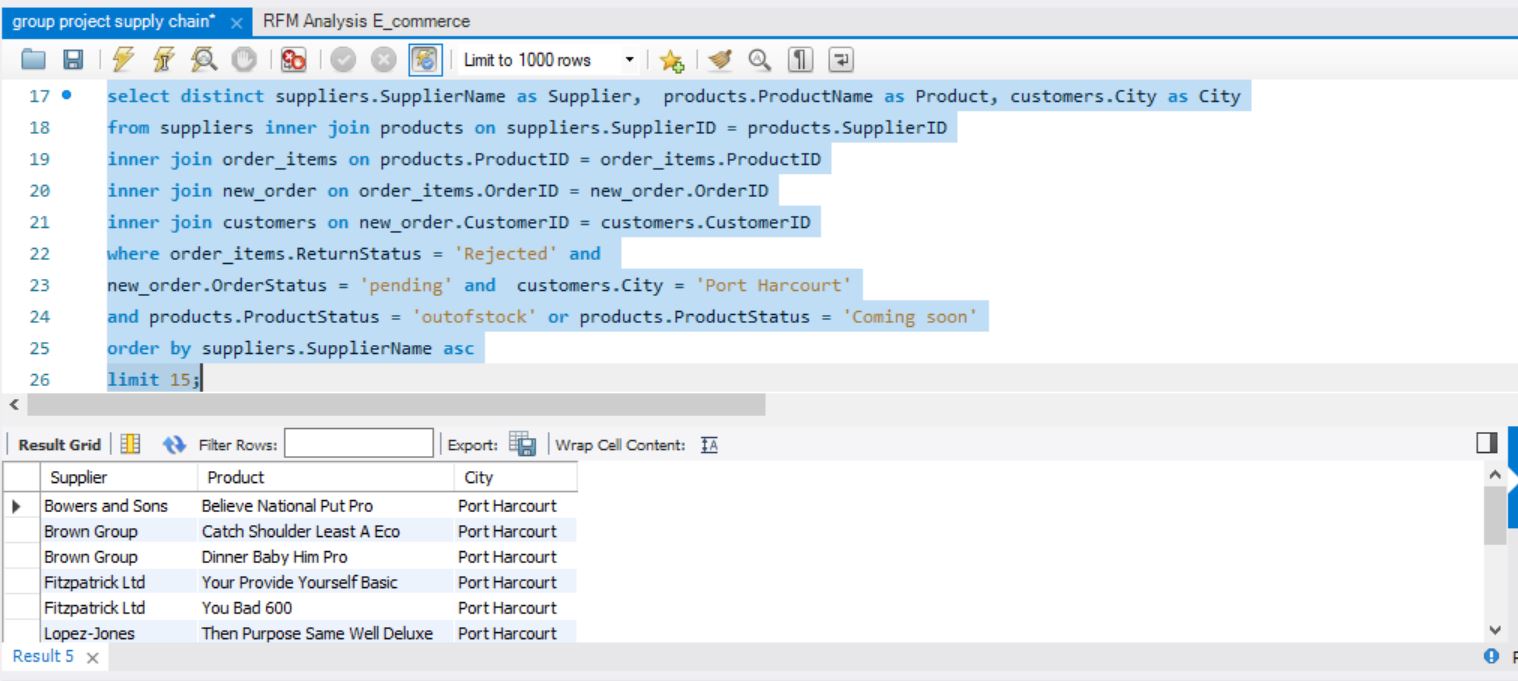 group project supply chain* × RFM Analysis E_commerce
Limit to 1000 rows
17 select distinct suppliers.SupplierName as Supplier,  products.ProductName as Product, customers.City as City
18 from suppliers inner join products on suppliers.SupplierID = products.SupplierID
19 inner join order_items on products.ProductID = order_items.ProductID
20 inner join new_order on order_items.OrderID = new_order.OrderID
21 inner join customers on new_order.CustomerID = customers.CustomerID
22 where order_items.ReturnStatus = 'Rejected' and
23 new_order.OrderStatus = 'pending' and  customers.City = 'Port Harcourt'
24 and products.ProductStatus = 'outofstock' or products.ProductStatus = 'Coming soon'
25 order by suppliers.SupplierName asc
26 limit 15;
Result Grid Filter Rows: Export: Wrap Cell Content:
Supplier Product City
Bowers and Sons Believe National Put Pro Port Harcourt
Brown Group Catch Shoulder Least A Eco Port Harcourt
Brown Group Dinner Baby Him Pro Port Harcourt
Fitzpatrick Ltd Your Provide Yourself Basic Port Harcourt
Fitzpatrick Ltd You Bad 600 Port Harcourt
Lopez-Jones Then Purpose Same Well Deluxe Port Harcourt
Result 5 ×